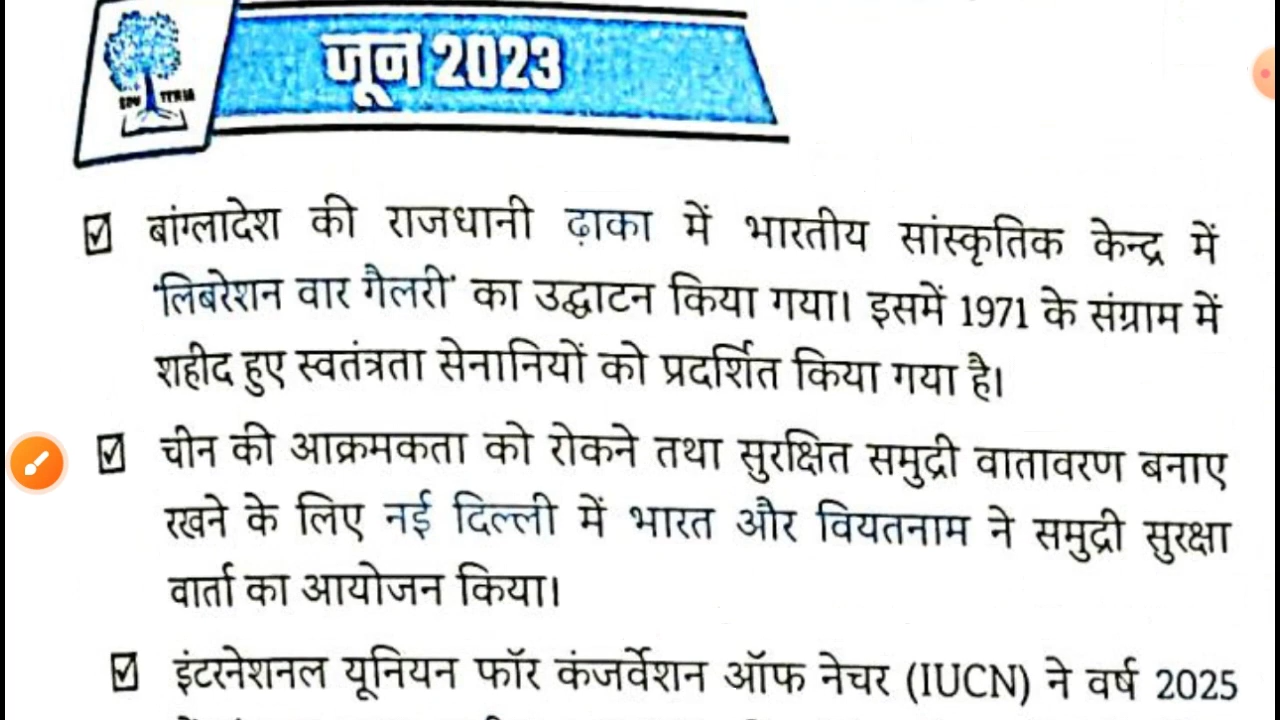 जून 2023
EDU TERIA
बांग्लादेश की राजधानी ढ़ाका में भारतीय सांस्कृतिक केन्द्र में
'लिबरेशन वार गैलरी' का उद्घाटन किया गया। इसमें 1971 के संग्राम में
शहीद हुए स्वतंत्रता सेनानियों को प्रदर्शित किया गया है।
चीन की आक्रमकता को रोकने तथा सुरक्षित समुद्री वातावरण बनाए
रखने के लिए नई दिल्ली में भारत और वियतनाम ने समुद्री सुरक्षा
वार्ता का आयोजन किया।
इंटरनेशनल यूनियन फॉर कंजर्वेशन ऑफ नेचर (IUCN) ने वर्ष 2025